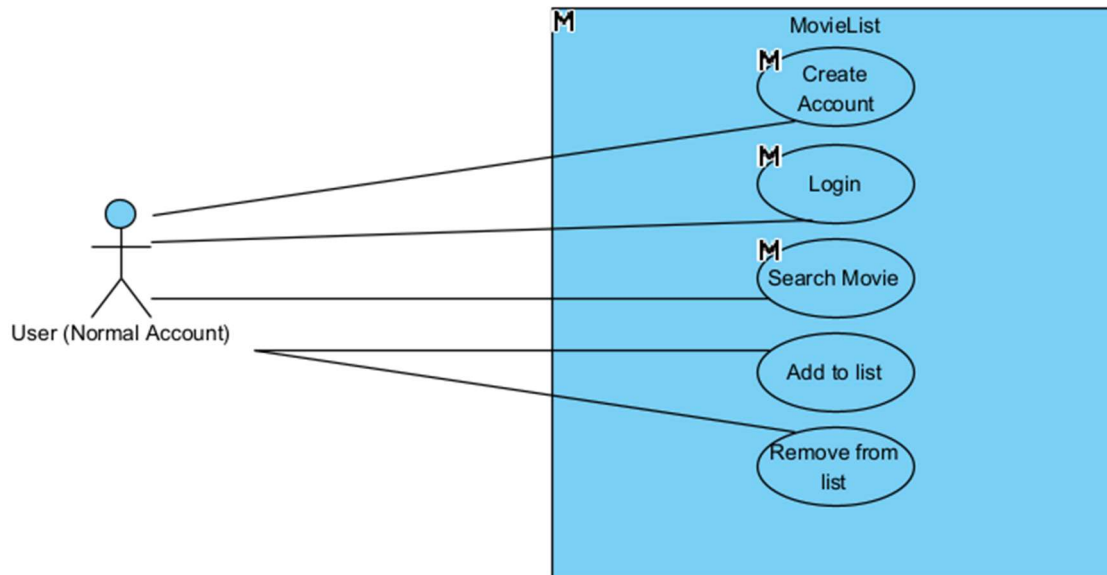 M
MovieList
M
Create
Account
M
Login
M
Search Movie
User (Normal Account)
Add to list
Remove from
list